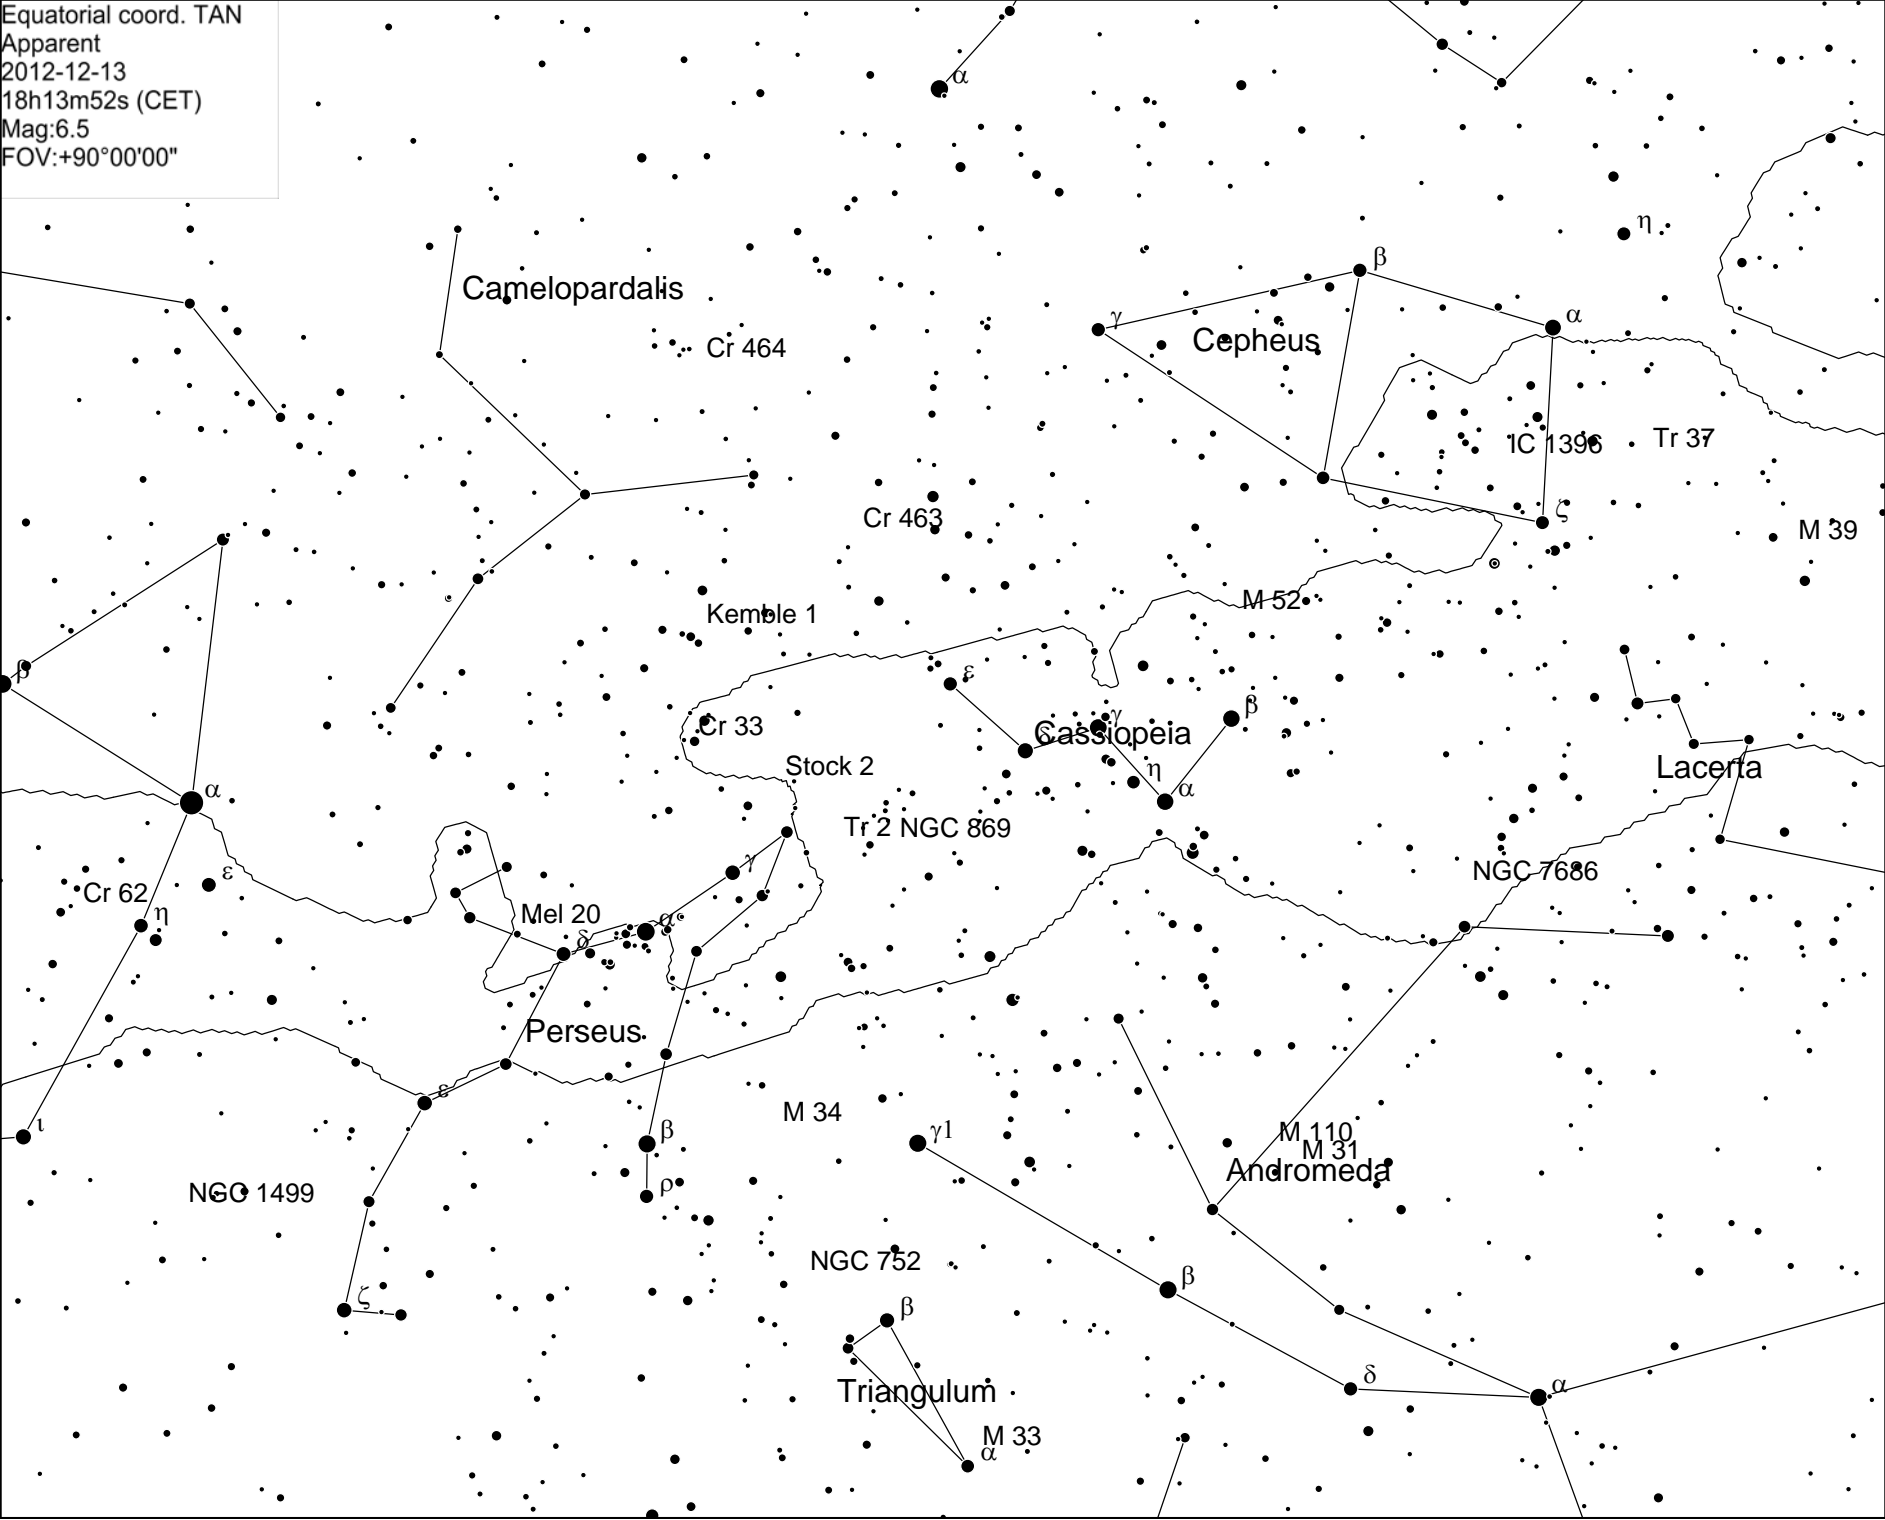 Equatorial coord. TAN
Apparent
2012-12-13
18h13m52s (CET)
Mag:6.5
FOV:+90°00'00"
α
η
β
Camelopardalis
α
γ
Cepheus
Cr 464
Tr 37
IC 1396
ζ
Cr 463
M 39
M 52
Kemble 1
β
ε
β
γ
Cr 33
δ
Cassiopeia
Stock 2
η
Lacerta
α
α
Tr 2
NGC 869
γ
NGC 7686
ε
Cr 62
η
Mel 20
α
δ
Perseus
ε
M 34
ι
β
γ1
M 110
M 31
Andromeda
ρ
NGC 1499
NGC 752
β
ζ
β
δ
α
Triangulum
M 33
α